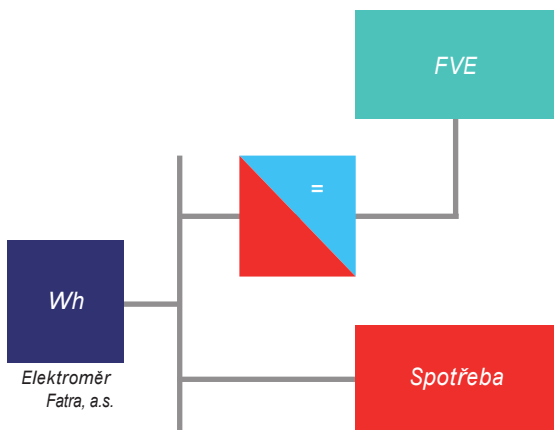 FVE
=
Wh
Elektroměr
Fatra, a.s.
Spotřeba